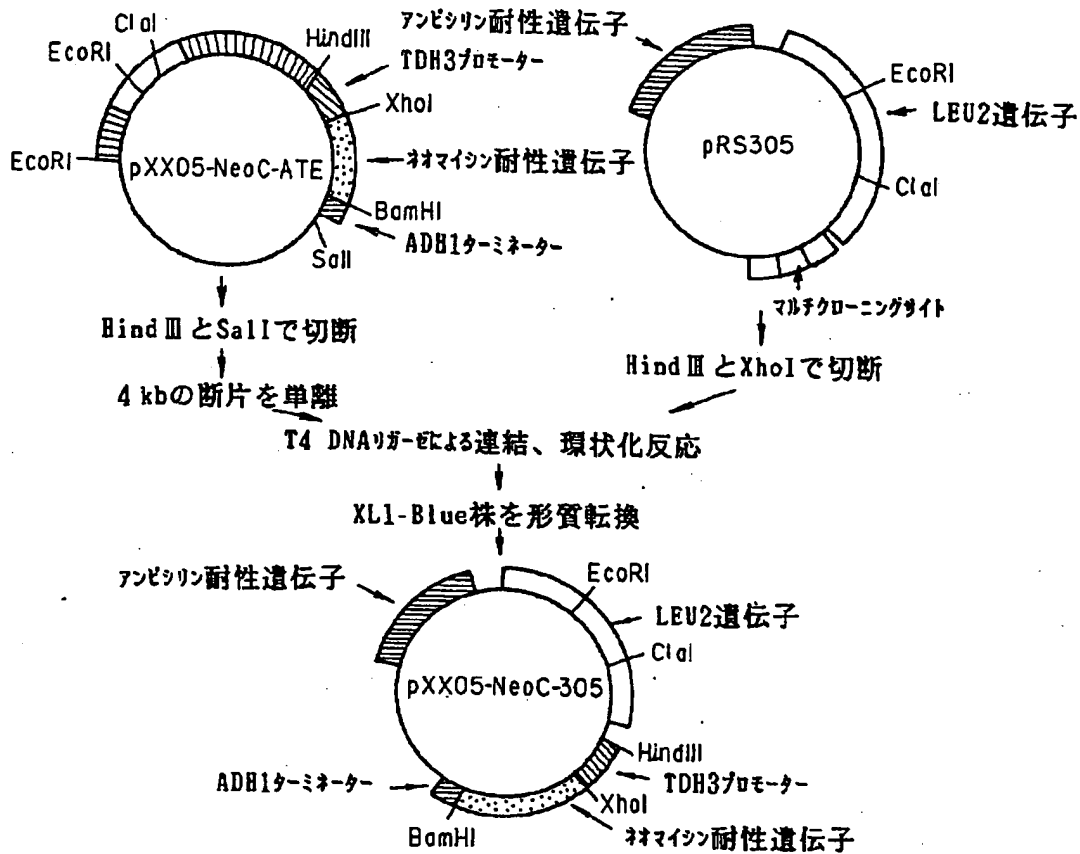 ClaI
EcoRI
HindIII
TDH3プロモーター
XhoI
EcoRI
pXX05-NeoC-ATE
ネオマイシン耐性遺伝子
BamHI
ADH1ターミネーター
SalI
アンピシリン耐性遺伝子
EcoRI
LEU2遺伝子
pRS305
ClaI
マルチクローニングサイト
HindⅢとSalIで切断
4 kbの断片を単離
HindⅢとXhoIで切断
T4 DNAリガーゼによる連結、環状化反応
XL1-Blue株を形質転換
アンピシリン耐性遺伝子
EcoRI
LEU2遺伝子
ClaI
pXX05-NeoC-305
HindIII
TDH3プロモーター
XhoI
ADH1ターミネーター
BamHI
ネオマイシン耐性遺伝子